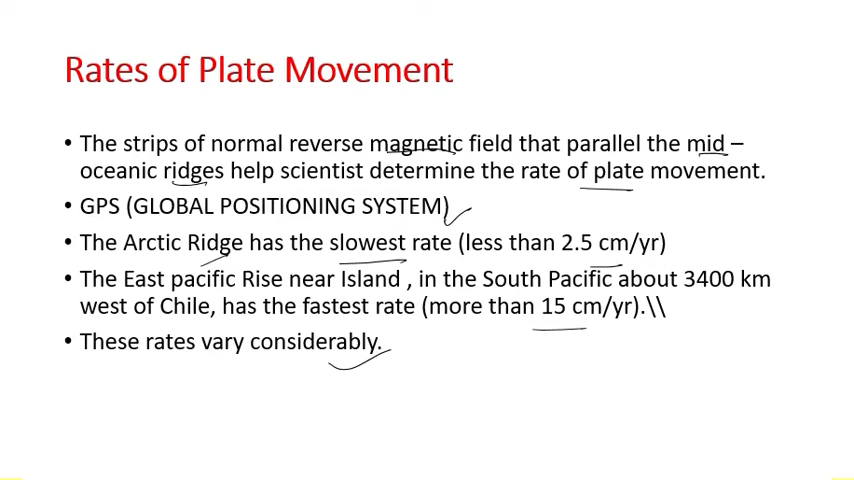 Rates of Plate Movement
• The strips of normal reverse magnetic field that parallel the mid –
oceanic ridges help scientist determine the rate of plate movement.
• GPS (GLOBAL POSITIONING SYSTEM)
• The Arctic Ridge has the slowest rate (less than 2.5 cm/yr)
• The East pacific Rise near Island , in the South Pacific about 3400 km
west of Chile, has the fastest rate (more than 15 cm/yr).\\
• These rates vary considerably.